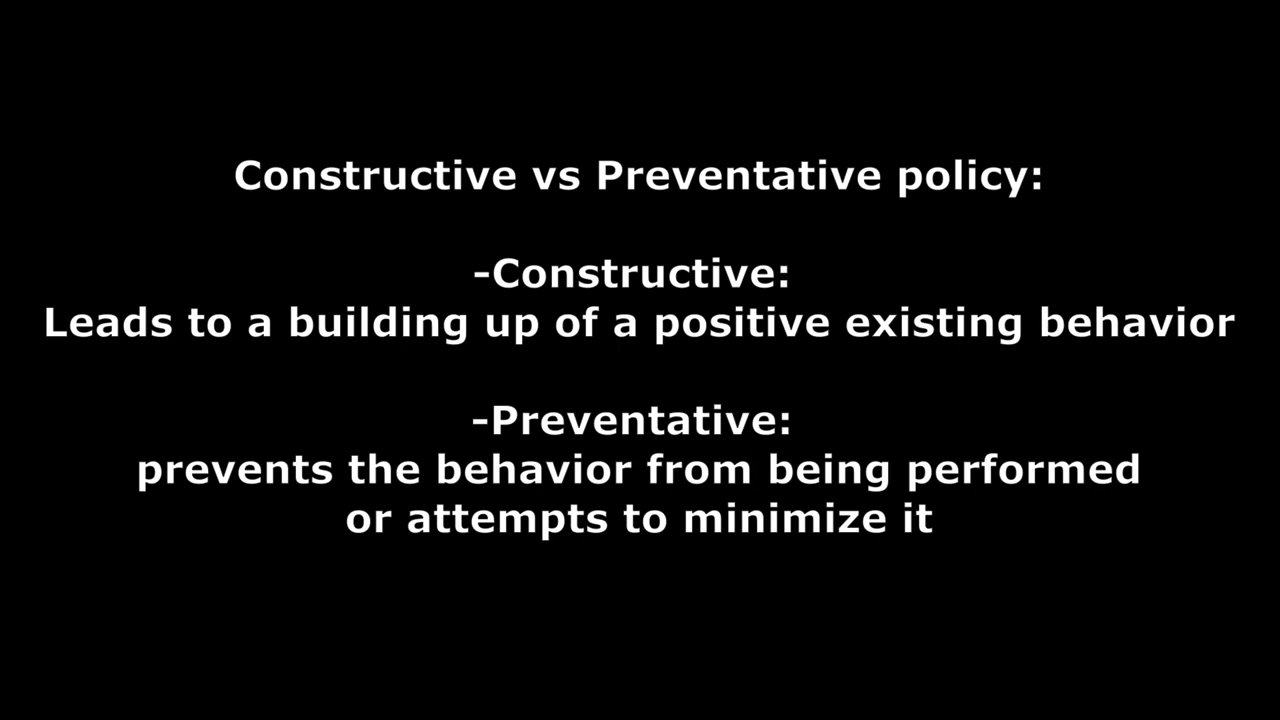 Constructive vs Preventative policy:
-Constructive:
Leads to a building up of a positive existing behavior
-Preventative:
prevents the behavior from being performed
or attempts to minimize it